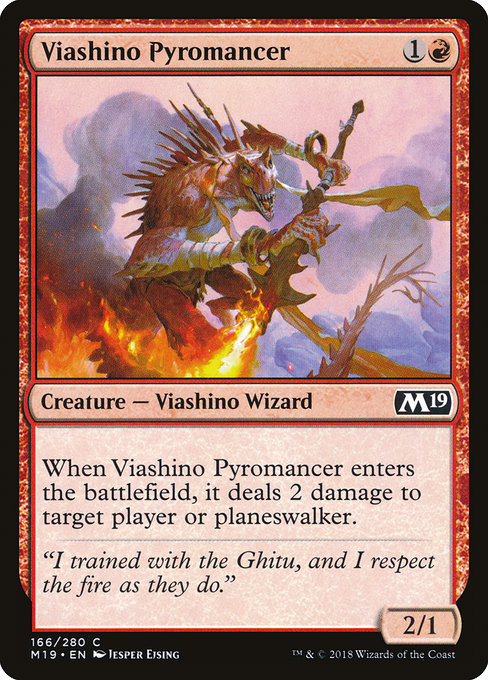 Viashino Pyromancer 1
Creature — Viashino Wizard M19
When Viashino Pyromancer enters
the battlefield, it deals 2 damage to
target player or planeswalker.
“I trained with the Ghitu, and I respect
the fire as they do.”
2/1
166/280 C
M19 • EN Jesper Ejsing ™ & © 2018 Wizards of the Coast